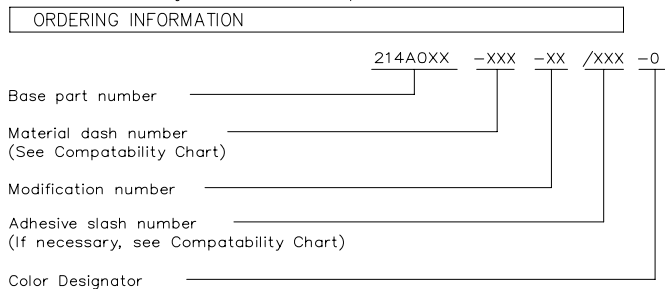 ORDERING INFORMATION
214A0XX -XXX -XX /XXX -0
Base part number
Material dash number
(See Compatability Chart)
Modification number
Adhesive slash number
(If necessary, see Compatability Chart)
Color Designator